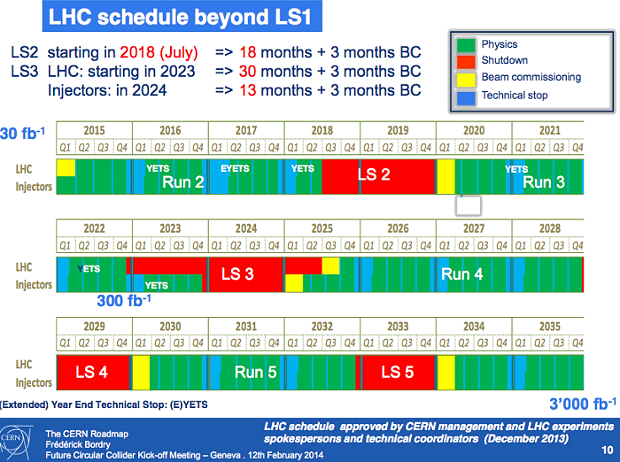 LHC schedule beyond LS1
LS2 starting in 2018 (July) => 18 months + 3 months BC
LS3 LHC: starting in 2023 => 30 months + 3 months BC
Injectors: in 2024 => 13 months + 3 months BC
Physics
Shutdown
Beam commissioning
Technical stop
30 fb-1
2015 2016 2017 2018 2019 2020 2021
Q1 Q2 Q3 Q4 Q1 Q2 Q3 Q4 Q1 Q2 Q3 Q4 Q1 Q2 Q3 Q4 Q1 Q2 Q3 Q4 Q1 Q2 Q3 Q4 Q1 Q2 Q3 Q4
LHC YETS EYETS YETS LS 2 YETS
Injectors Run 2 Run 3
2022 2023 2024 2025 2026 2027 2028
Q1 Q2 Q3 Q4 Q1 Q2 Q3 Q4 Q1 Q2 Q3 Q4 Q1 Q2 Q3 Q4 Q1 Q2 Q3 Q4 Q1 Q2 Q3 Q4 Q1 Q2 Q3 Q4
LHC YETS LS 3 Run 4
Injectors YETS
300 fb-1
2029 2030 2031 2032 2033 2034 2035
Q1 Q2 Q3 Q4 Q1 Q2 Q3 Q4 Q1 Q2 Q3 Q4 Q1 Q2 Q3 Q4 Q1 Q2 Q3 Q4 Q1 Q2 Q3 Q4 Q1 Q2 Q3 Q4
LHC LS 4 Run 5 LS 5
Injectors
(Extended) Year End Technical Stop: (E)YETS 3'000 fb-1
CERN
The CERN Roadmap
Frédérick Bordry
Future Circular Collider Kick-off Meeting – Geneva . 12th February 2014
LHC schedule approved by CERN management and LHC experiments
spokespersons and technical coordinators (December 2013)
10